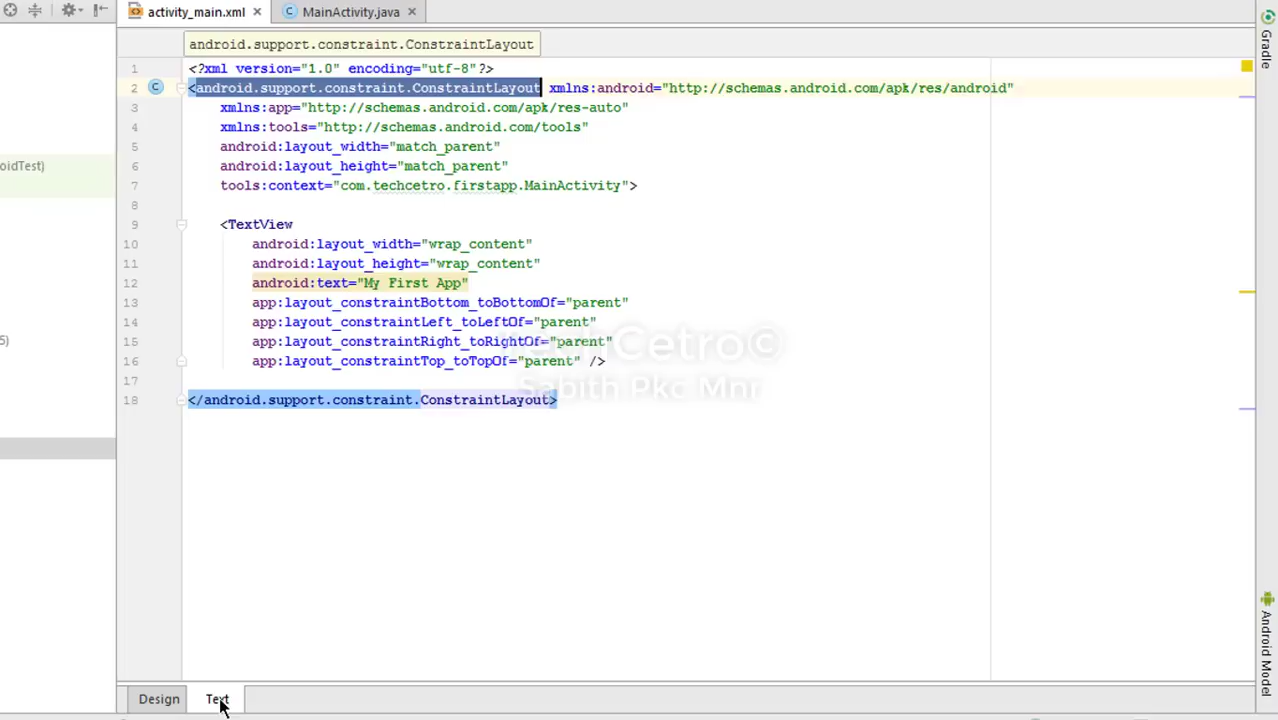 activity_main.xml
MainActivity.java
android.support.constraint.ConstraintLayout
1 <?xml version="1.0" encoding="utf-8"?>
2 <android.support.constraint.ConstraintLayout xmlns:android="http://schemas.android.com/apk/res/android"
3 xmlns:app="http://schemas.android.com/apk/res-auto"
4 xmlns:tools="http://schemas.android.com/tools"
5 android:layout_width="match_parent"
6 android:layout_height="match_parent"
7 tools:context="com.techcetro.firstapp.MainActivity">
8
9 <TextView
10 android:layout_width="wrap_content"
11 android:layout_height="wrap_content"
12 android:text="My First App"
13 app:layout_constraintBottom_toBottomOf="parent"
14 app:layout_constraintLeft_toLeftOf="parent"
15 app:layout_constraintRight_toRightOf="parent"
16 app:layout_constraintTop_toTopOf="parent" />
17
18 </android.support.constraint.ConstraintLayout>
oidTest)
5)
Sabith Pkc Mnr
Design Text
Gradle
Android Model